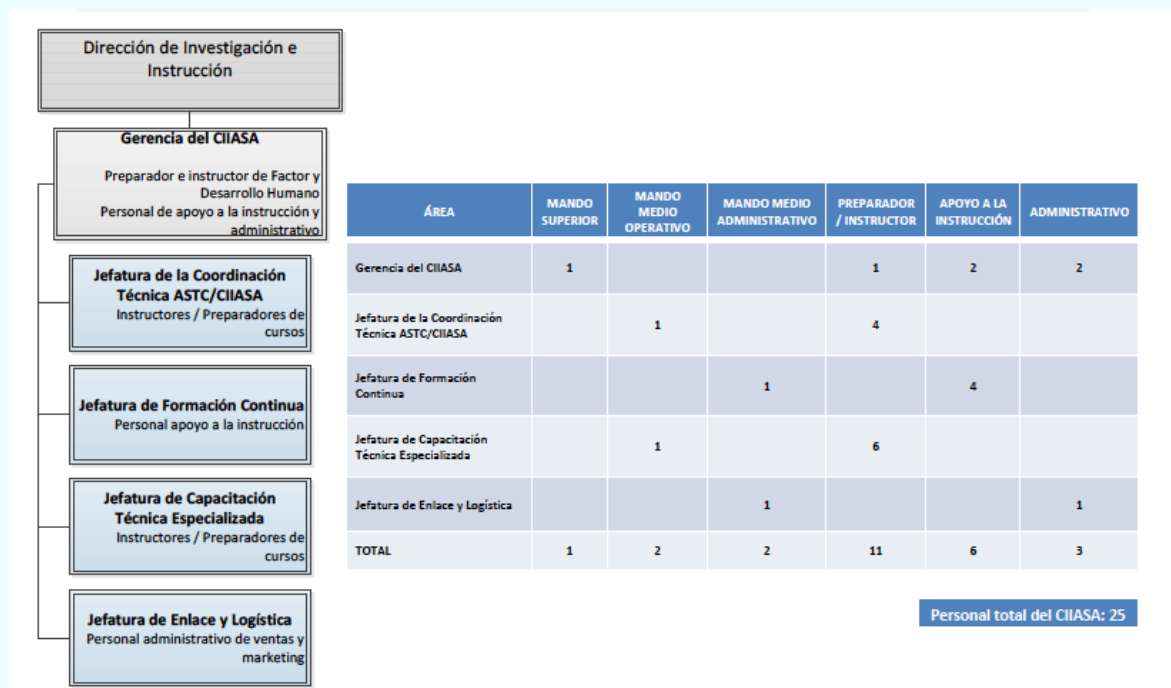 Dirección de Investigación e
Instrucción
Gerencia del CIIASA
Preparador e instructor de Factor y
Desarrollo Humano
Personal de apoyo a la instrucción y
administrativo
Jefatura de la Coordinación
Técnica ASTC/CIIASA
Instructores / Preparadores de
cursos
Jefatura de Formación Continua
Personal apoyo a la instrucción
Jefatura de Capacitación
Técnica Especializada
Instructores / Preparadores de
cursos
Jefatura de Enlace y Logística
Personal administrativo de ventas y
marketing
ÁREA MANDO SUPERIOR MANDO MEDIO OPERATIVO MANDO MEDIO ADMINISTRATIVO PREPARADOR / INSTRUCTOR APOYO A LA INSTRUCCIÓN ADMINISTRATIVO
Gerencia del CIIASA 1 1 2 2
Jefatura de la Coordinación
Técnica ASTC/CIIASA 1 4
Jefatura de Formación
Continua 1 4
Jefatura de Capacitación
Técnica Especializada 1 6
Jefatura de Enlace y Logística 1 1
TOTAL 1 2 2 11 6 3
Personal total del CIIASA: 25